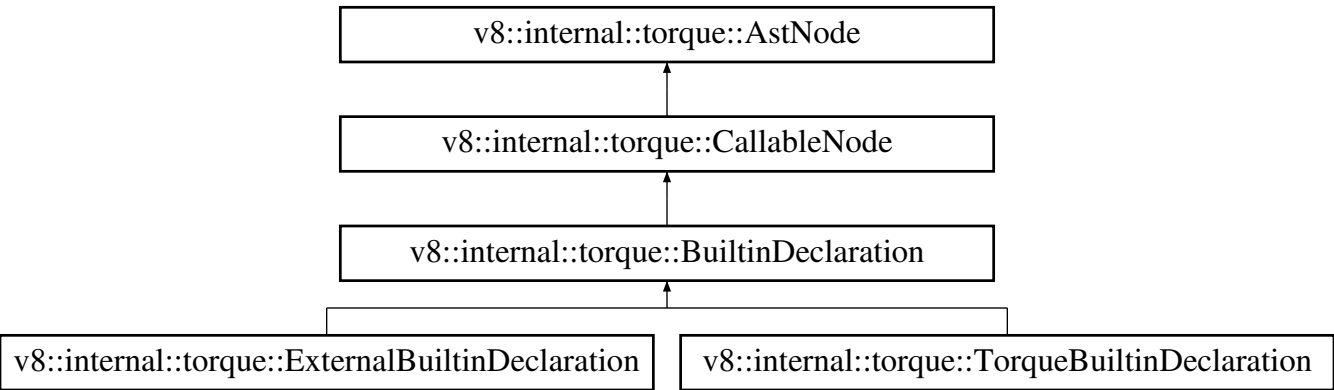 v8::internal::torque::AstNode
v8::internal::torque::CallableNode
v8::internal::torque::BuiltinDeclaration
v8::internal::torque::ExternalBuiltinDeclaration
v8::internal::torque::TorqueBuiltinDeclaration